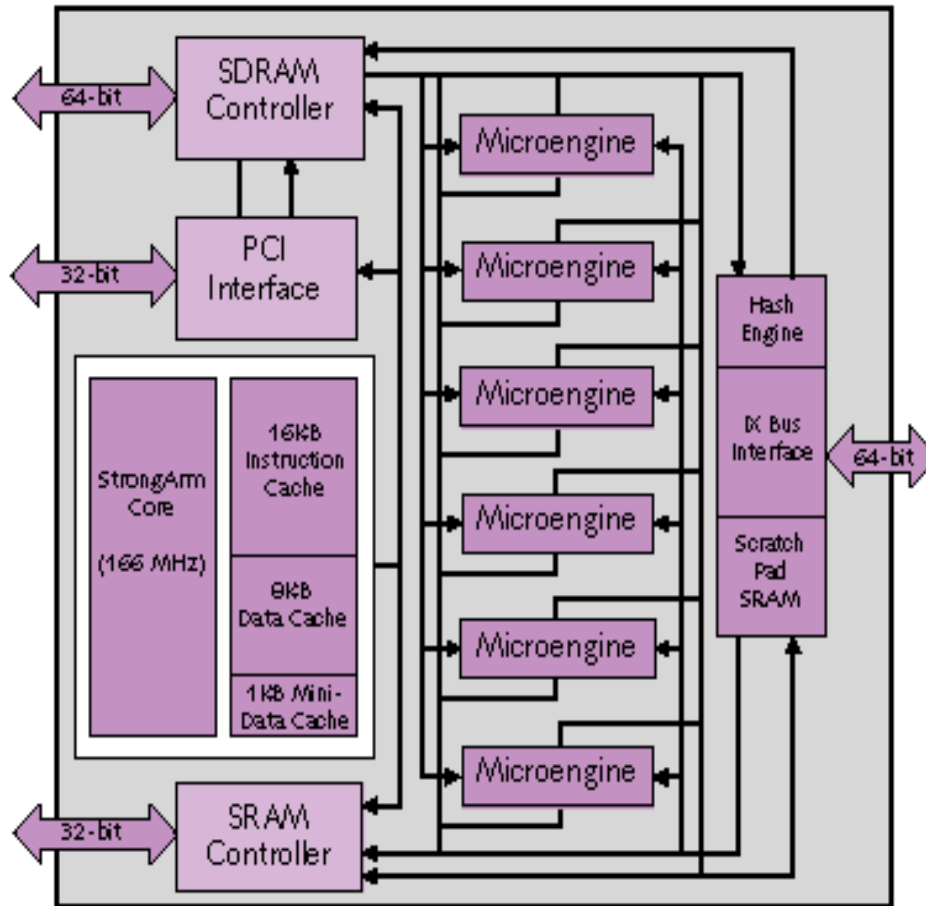 SDRAM
Controller
64-bit
PCI
Interface
32-bit
StrongArm
Core
(166 MHz)
16KB
Instruction
Cache
8KB
Data Cache
1KB Mini-
Data Cache
SRAM
Controller
32-bit
Microengine
Microengine
Microengine
Microengine
Microengine
Microengine
Hash
Engine
IX Bus
Interface
Scratch
Pad
SRAM
64-bit